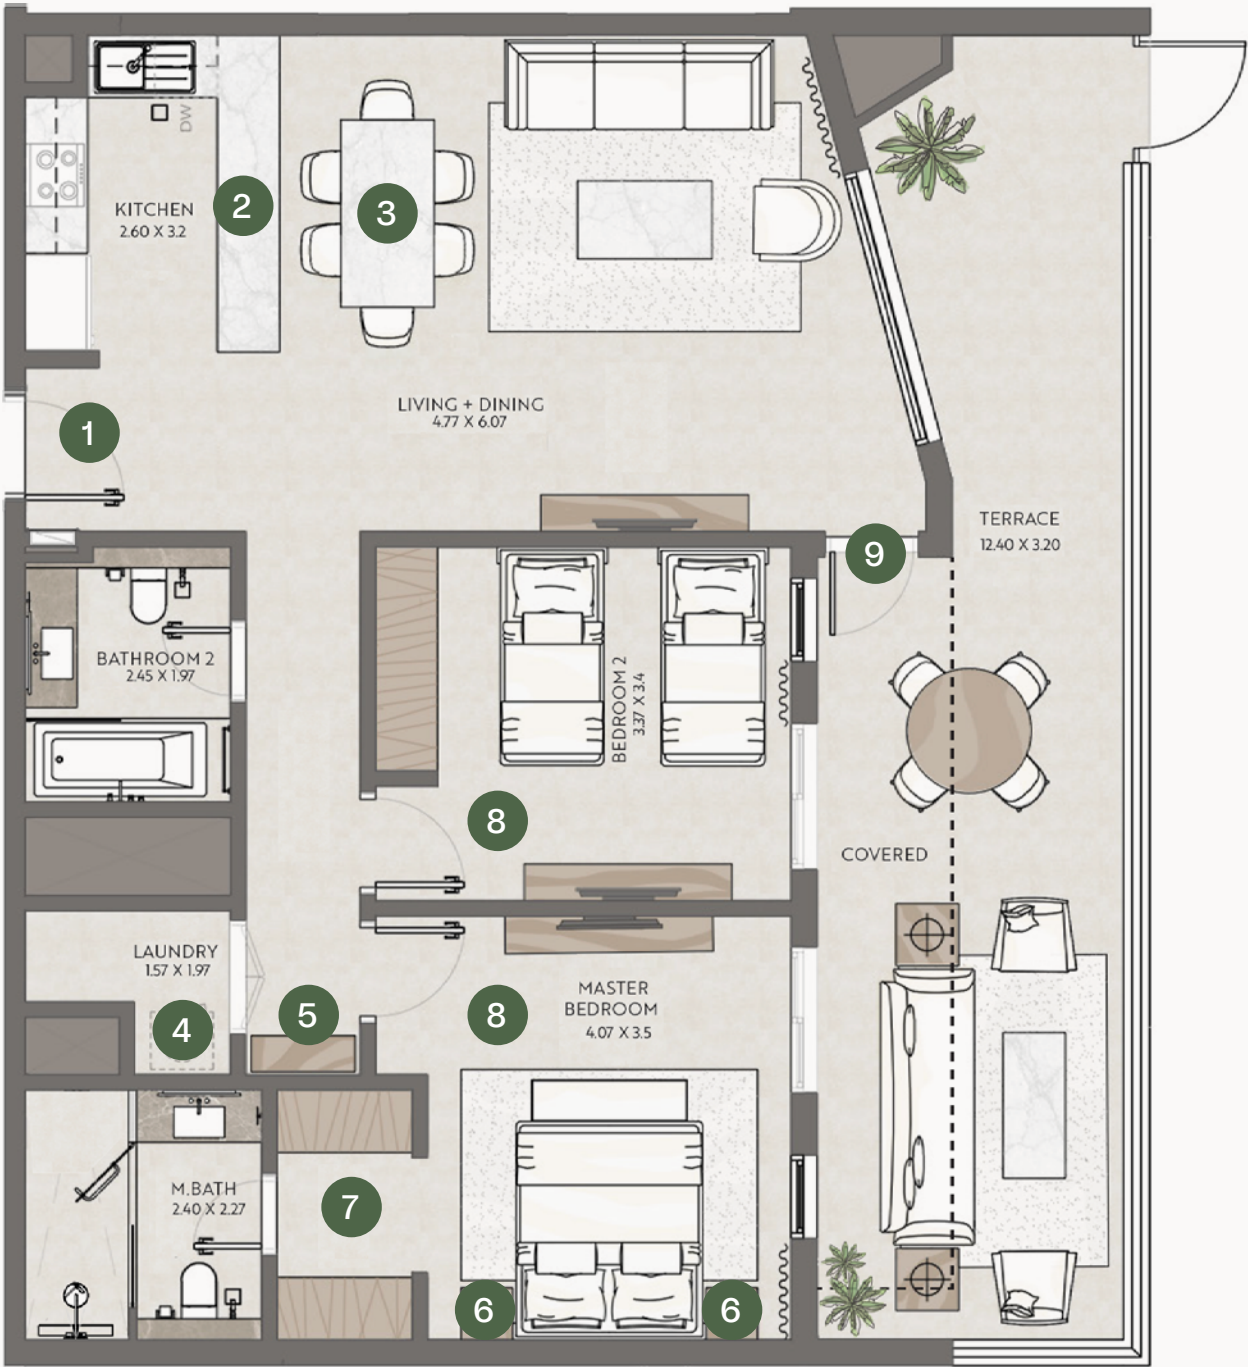 DW
KITCHEN
2.60 X 3.2
2
3
LIVING + DINING
4.77 X 6.07
1
TERRACE
12.40 X 3.20
9
BATHROOM 2
2.45 X 1.97
BEDROOM 2
3.37 X 3.4
8
COVERED
LAUNDRY
1.57 X 1.97
4
5
8
MASTER
BEDROOM
4.07 X 3.5
M.BATH
2.40 X 2.27
7
6
6